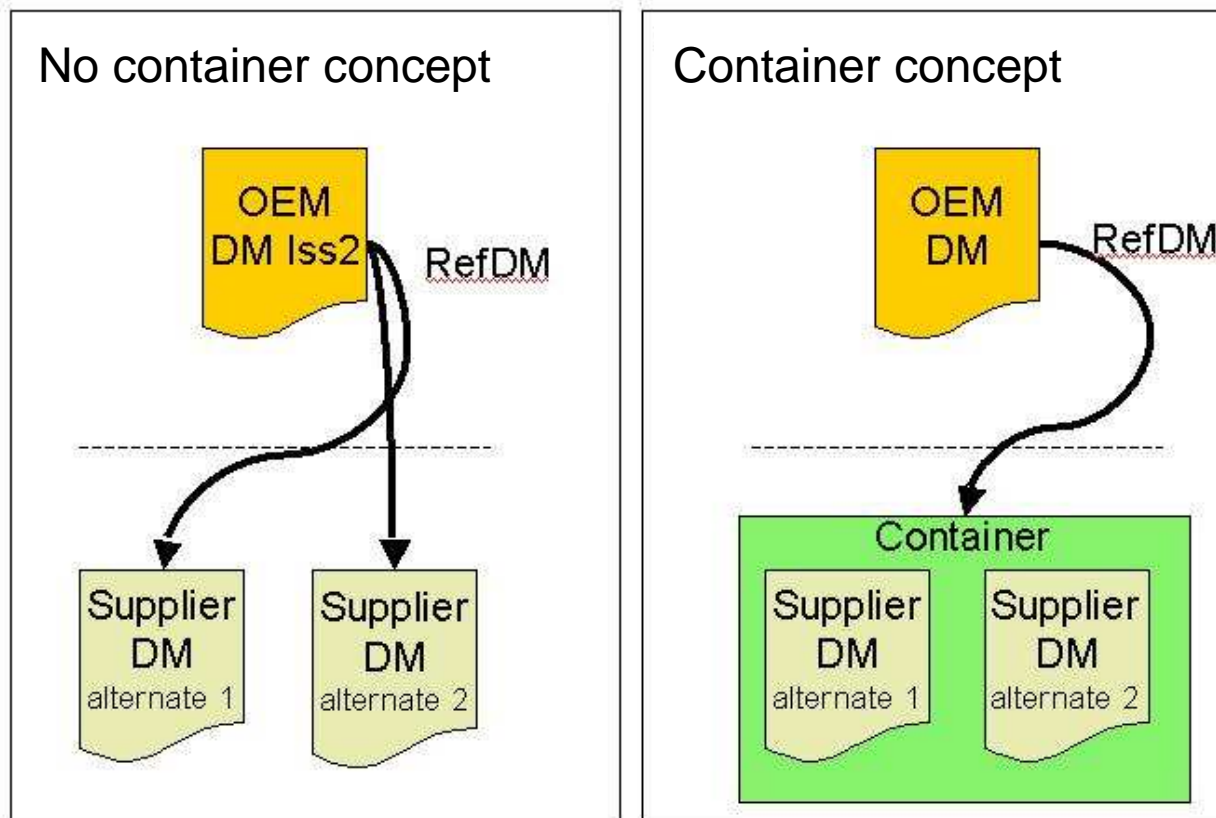 No container concept
OEM
DM Iss2
RefDM
Supplier
DM
alternate 1
Supplier
DM
alternate 2
Container concept
OEM
DM
RefDM
Container
Supplier
DM
alternate 1
Supplier
DM
alternate 2